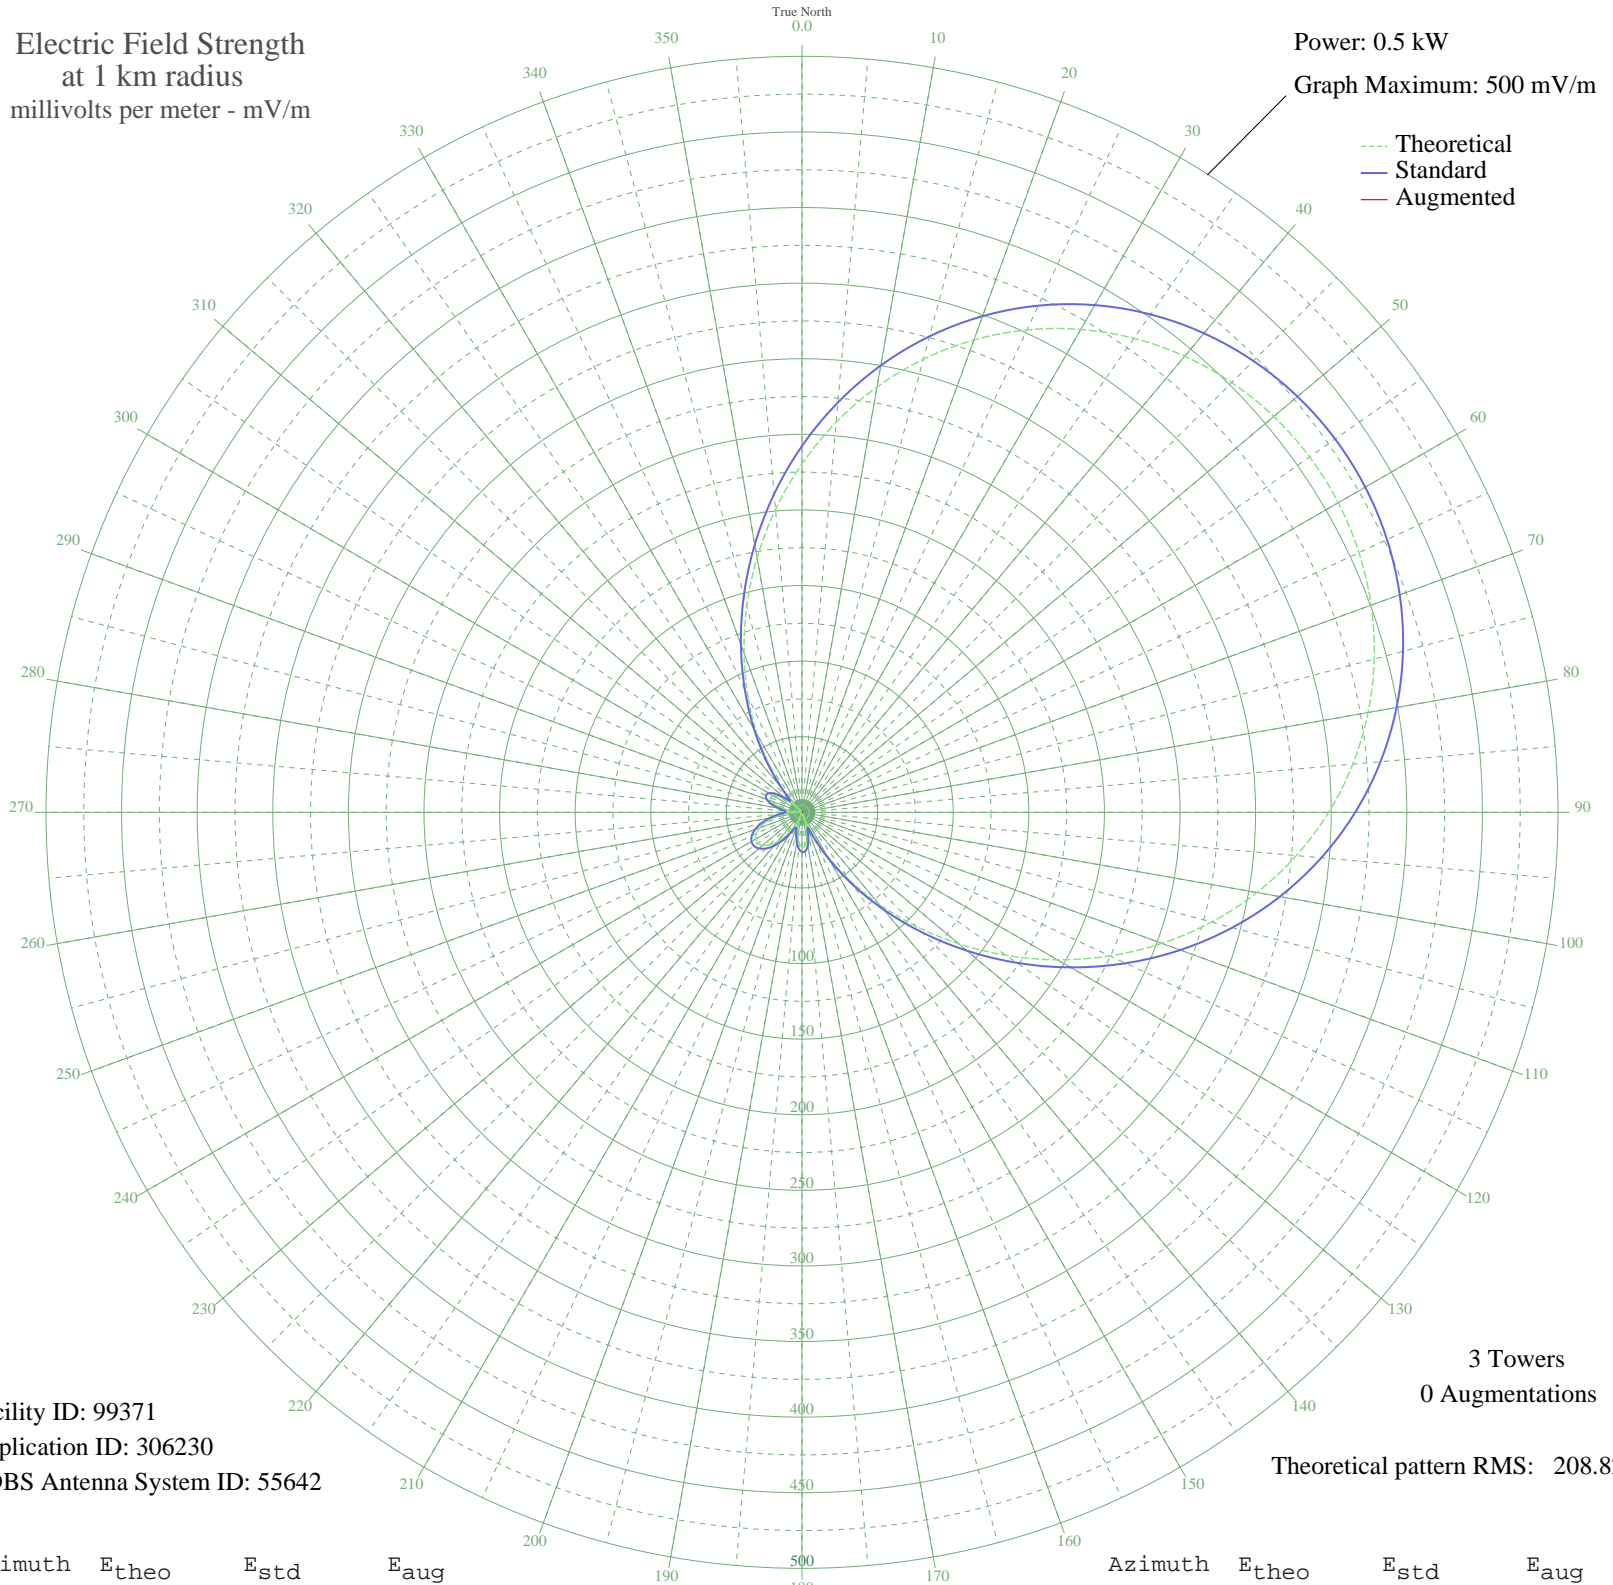 True North
0.0
Electric Field Strength
at 1 km radius
millivolts per meter - mV/m
Power: 0.5 kW
Graph Maximum: 500 mV/m
Theoretical
Standard
Augmented
10
20
30
40
50
60
70
80
90
100
110
120
130
140
150
160
170
190
200
210
220
230
240
250
260
270
280
290
300
310
320
330
340
350
100
150
200
250
300
350
400
450
500
3 Towers
0 Augmentations
Theoretical pattern RMS: 208.8
cility ID: 99371
plication ID: 306230
DBS Antenna System ID: 55642
imuth Etheo Estd Eaug
Azimuth Etheo Estd Eaug